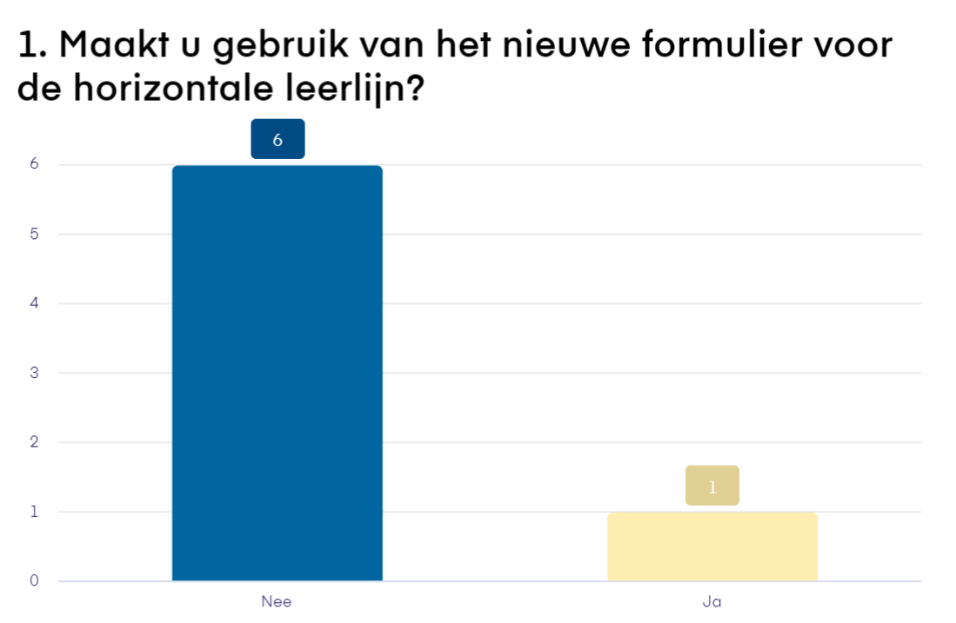 1. Maakt u gebruik van het nieuwe formulier voor
de horizontale leerlijn?
6
6
5
4
3
2
1
1
0
Nee
Ja